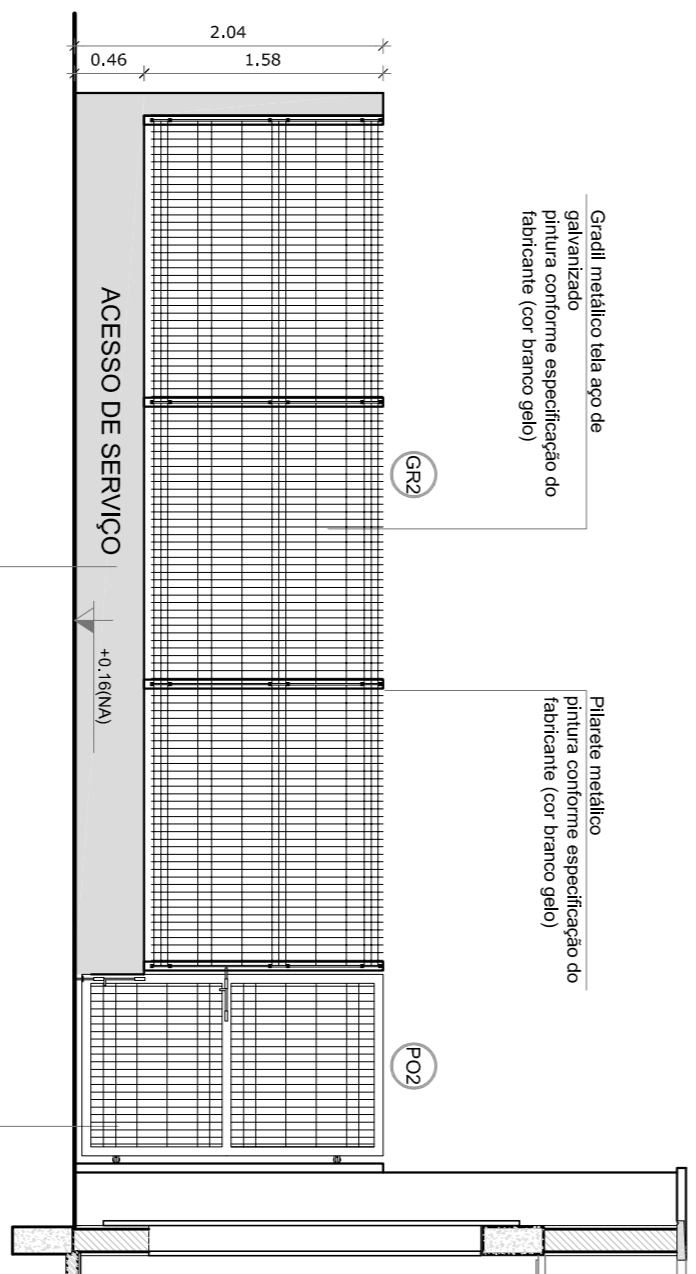 2.04
0.46
1.58
Gradil metálico tela aço de
galvanizado
pintura conforme especificação do
fabricante (cor branco gelo)
GR2
ACESSO DE SERVIÇO
+0.16(NA)
Pilarete metálico
pintura conforme especificação do
fabricante (cor branco gelo)
PO2